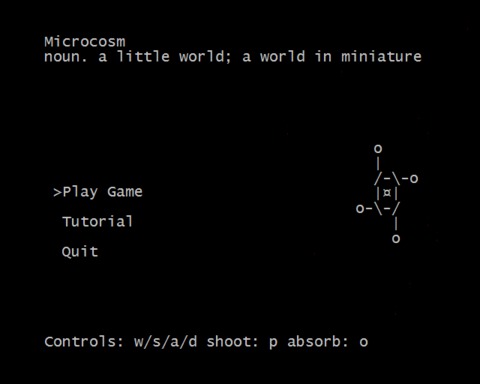 Microcosm
noun. a little world; a world in miniature
>Play Game
Tutorial
Quit
Controls: w/s/a/d shoot: p absorb: o